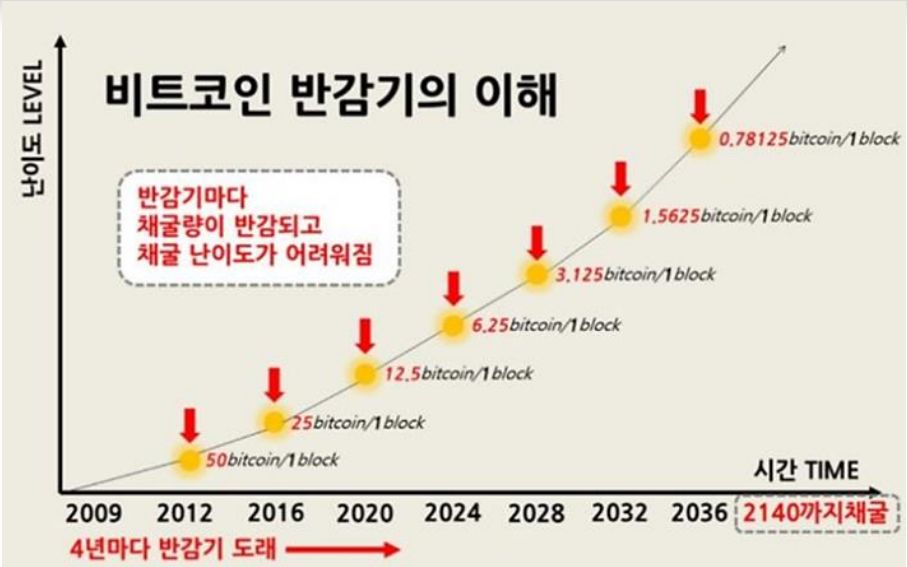 난이도 LEVEL
비트코인 반감기의 이해
반감기마다
채굴량이 반감되고
채굴 난이도가 어려워짐
0.78125bitcoin/1block
1.5625bitcoin/1block
3.125bitcoin/1block
6.25bitcoin/1block
12.5bitcoin/1block
25bitcoin/1block
50bitcoin/1block
시간 TIME
2009 2012 2016 2020 2024 2028 2032 2036 2140까지채굴
4년마다 반감기 도래